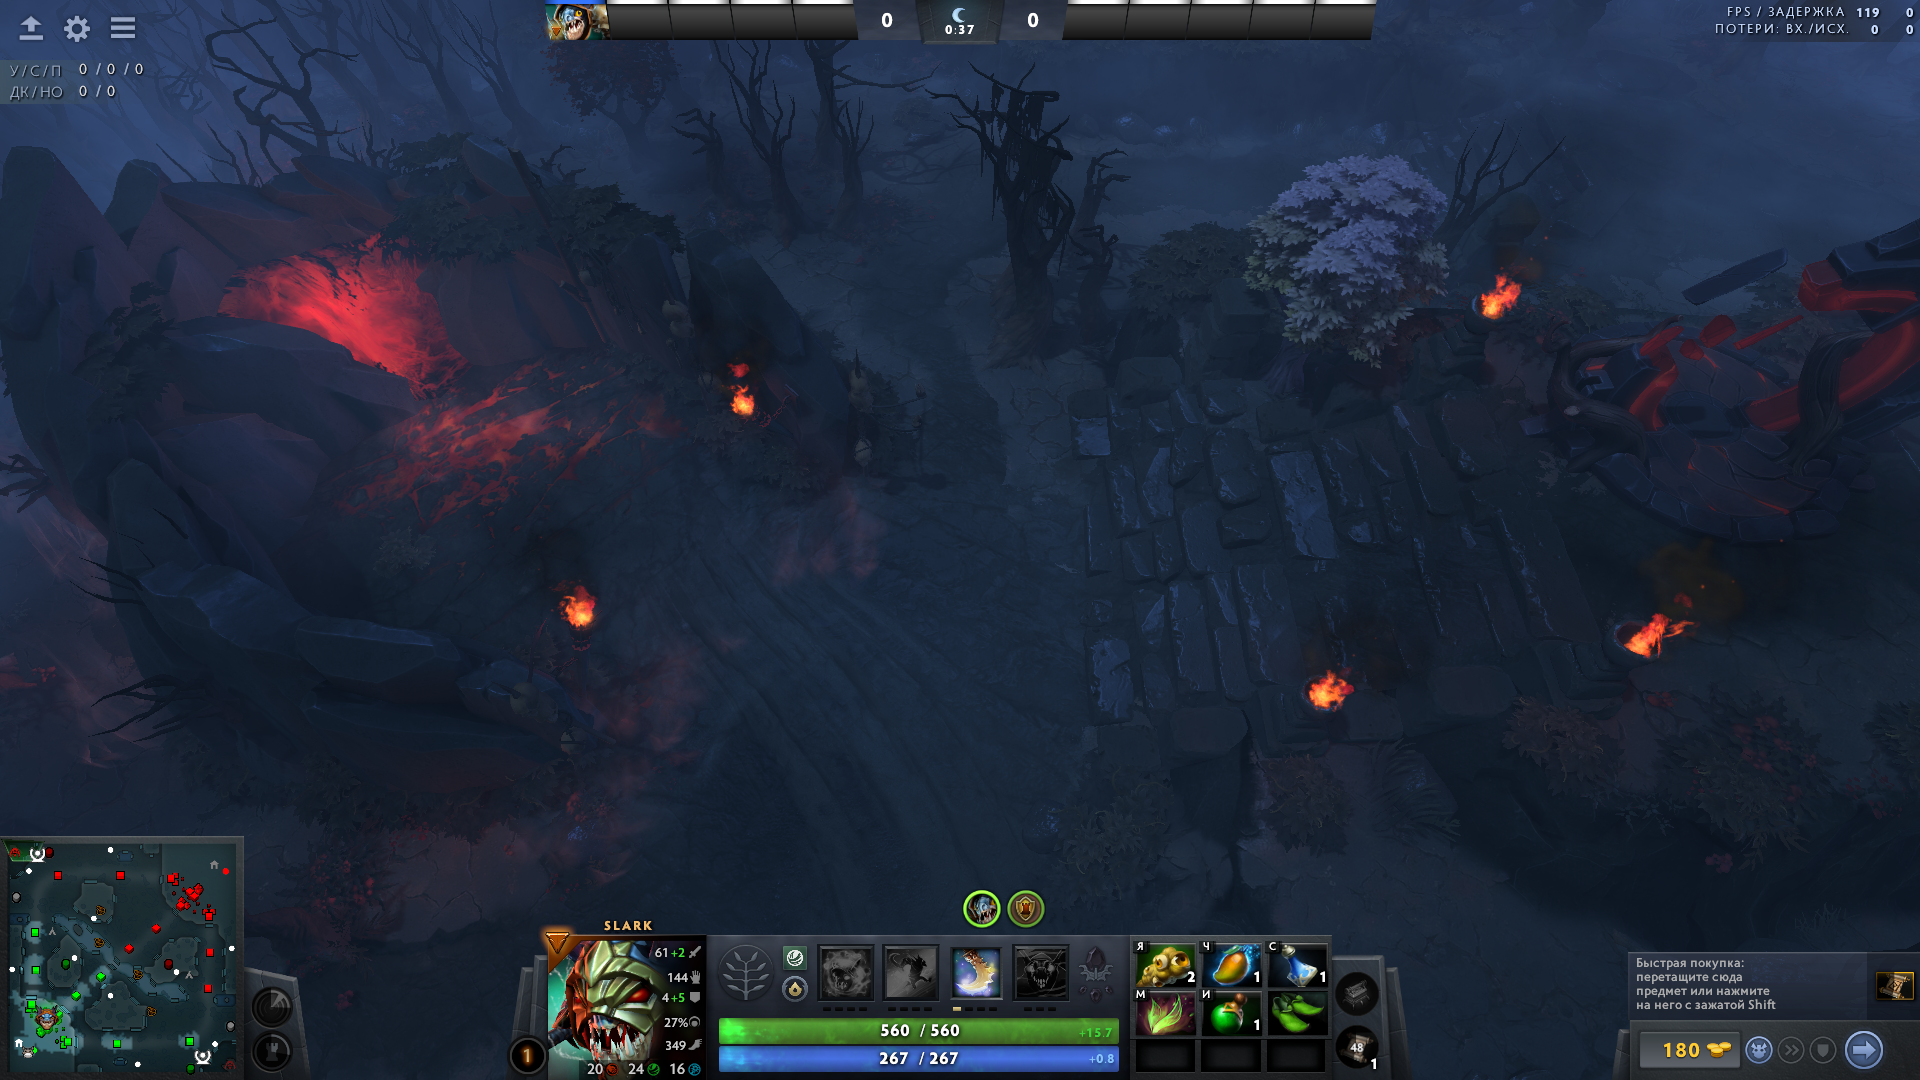 0
0:37
0
FPS / ЗАДЕРЖКА 119 0
ПОТЕРИ: ВХ./ИСХ. 0 0
У/С/П 0 / 0 / 0
ДК/НО 0 / 0
SLARK
61 +2
144
4 +5
27%
349
20 24 16
1
560 / 560
+15.7
267 / 267
+0.8
Я 2
Ч 1
С 1
М
И 1
48
1
Быстрая покупка:
перетащите сюда
предмет или нажмите
на него с зажатой Shift
180